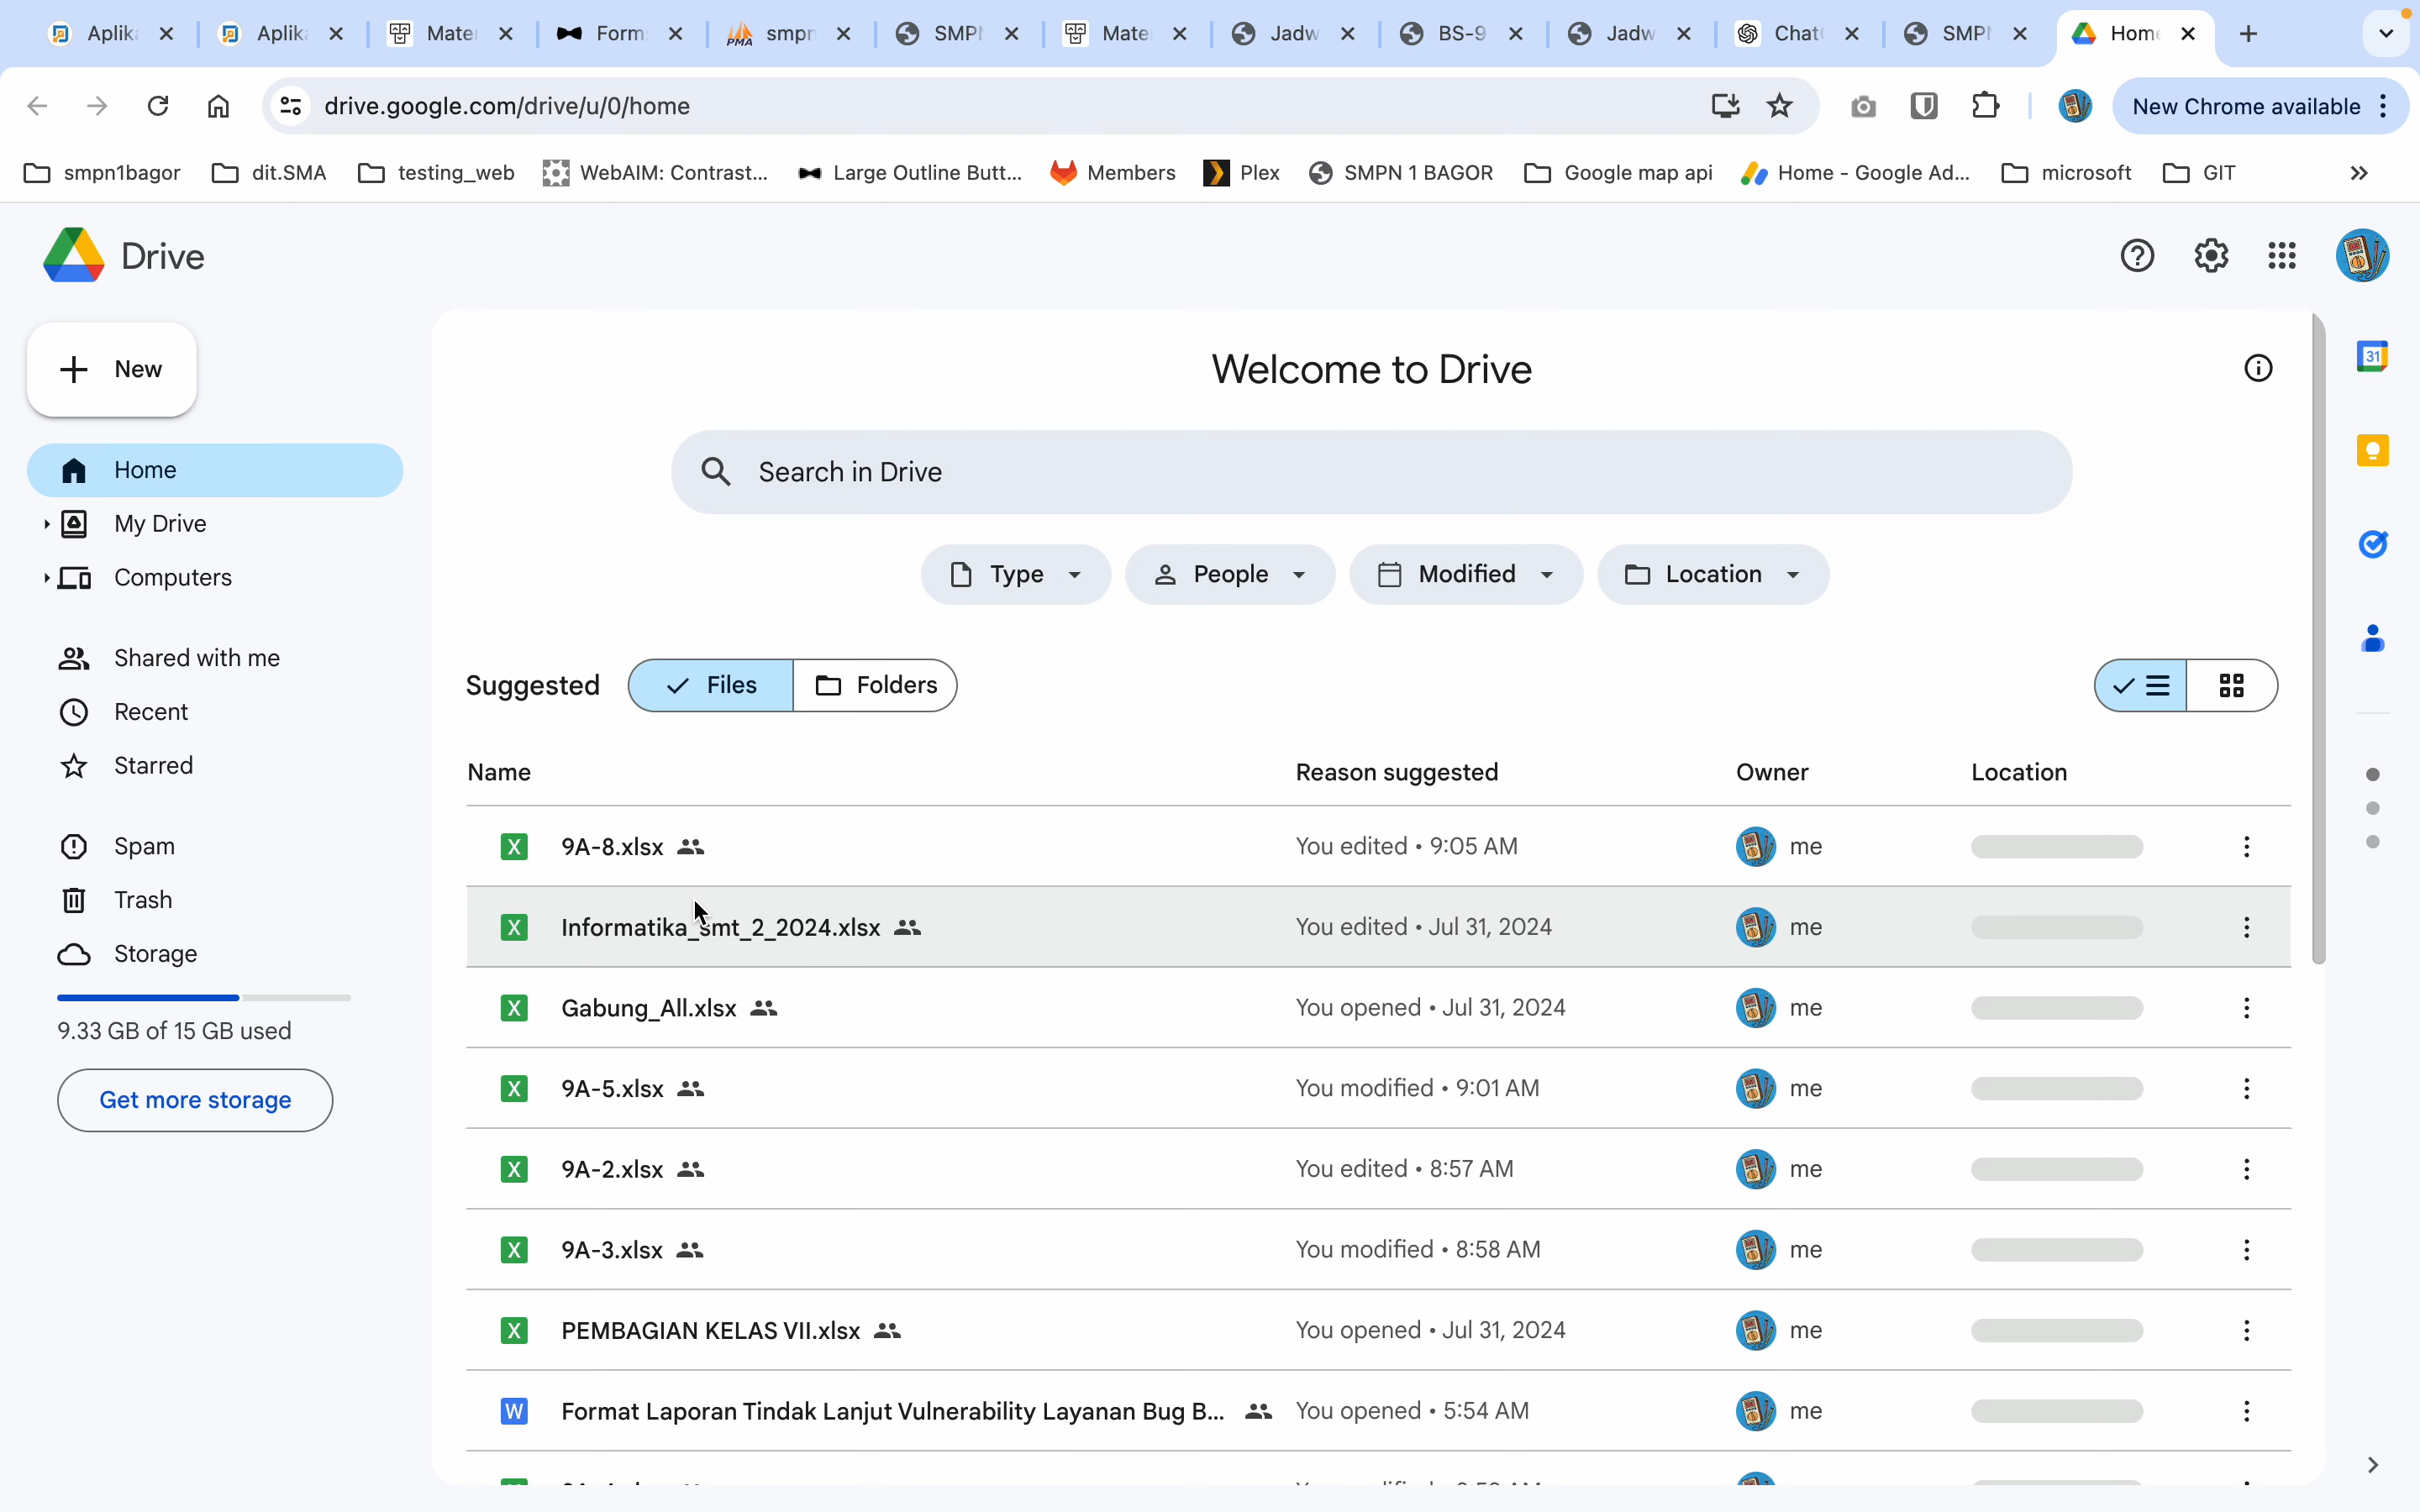 Aplik Aplik Mate Form smpn SMP Mate Jadw BS-9 Jadw Chat SMP Home
drive.google.com/drive/u/0/home New Chrome available
smpn1bagor dit.SMA testing_web WebAIM: Contrast... Large Outline Butt... Members Plex SMPN 1 BAGOR Google map api Home - Google Ad... microsoft GIT
Drive
New
Welcome to Drive
31
Home
Search in Drive
My Drive
Computers
Type People Modified Location
Shared with me
Suggested Files Folders
Recent
Starred
Name Reason suggested Owner Location
Spam
9A-8.xlsx You edited • 9:05 AM me
Trash
Informatika_smt_2_2024.xlsx You edited • Jul 31, 2024 me
Storage
9.33 GB of 15 GB used
Gabung_All.xlsx You opened • Jul 31, 2024 me
Get more storage
9A-5.xlsx You modified • 9:01 AM me
9A-2.xlsx You edited • 8:57 AM me
9A-3.xlsx You modified • 8:58 AM me
PEMBAGIAN KELAS VII.xlsx You opened • Jul 31, 2024 me
Format Laporan Tindak Lanjut Vulnerability Layanan Bug B... You opened • 5:54 AM me